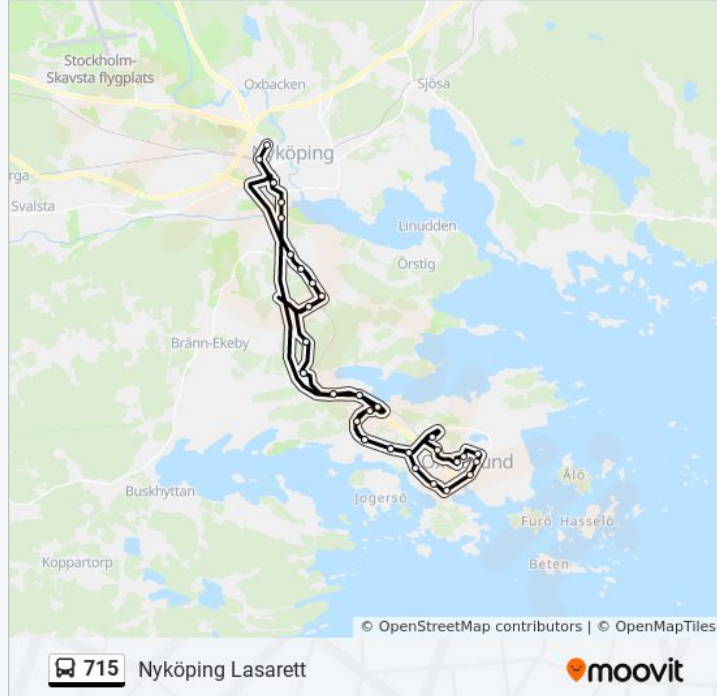 Stockholm-
Skavsta flygplats
Oxbacken
Sjösa
Nyköping
rga
Svalsta
Linudden
Örstig
Bränn-Ekeby
Buskhyttan
Jogersö
Ålö
Furö Hasselö
Koppartorp
Beten
© OpenStreetMap contributors | © OpenMapTiles
715 Nyköping Lasarett
moovit